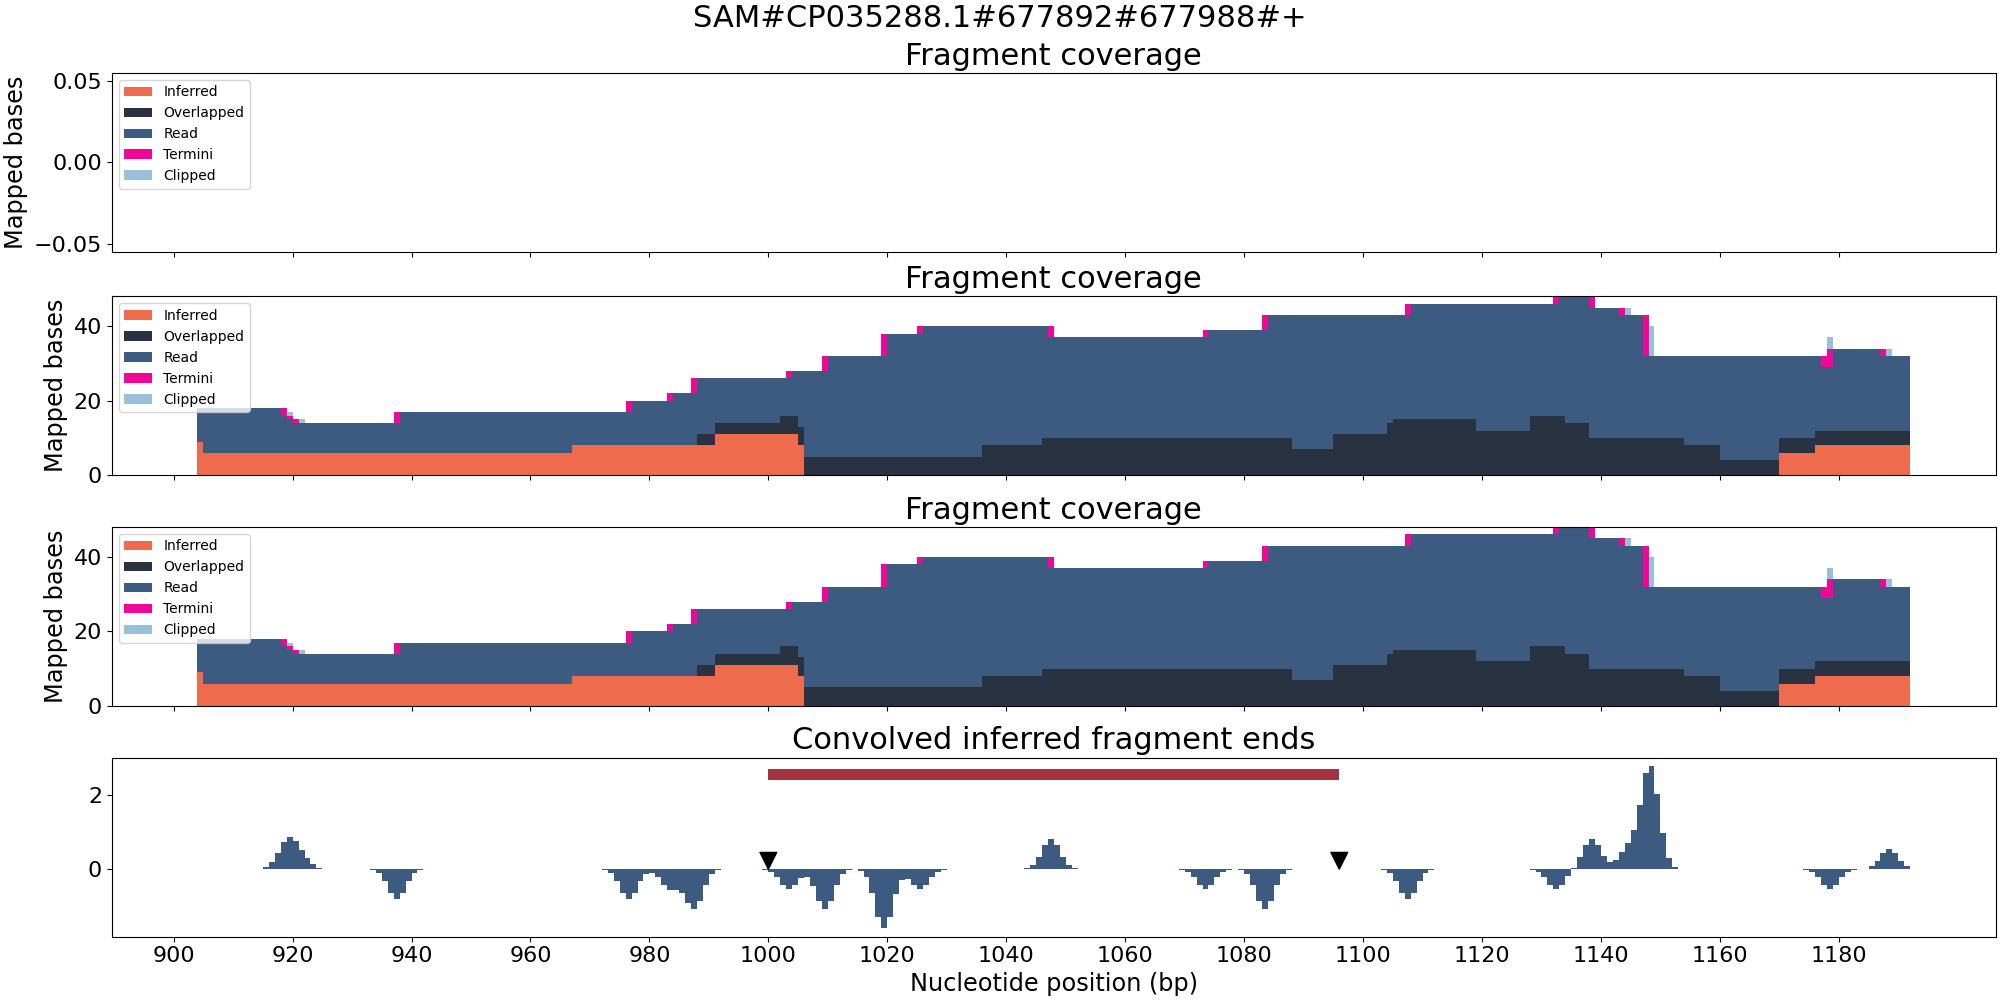 SAM#CP035288.1#677892#677988#+
Fragment coverage
Mapped bases
0.05
0.00
−0.05
Inferred
Overlapped
Read
Termini
Clipped
Fragment coverage
Mapped bases
40
20
0
Inferred
Overlapped
Read
Termini
Clipped
Fragment coverage
Mapped bases
40
20
0
Inferred
Overlapped
Read
Termini
Clipped
Convolved inferred fragment ends
2
0
900 920 940 960 980 1000 1020 1040 1060 1080 1100 1120 1140 1160 1180
Nucleotide position (bp)